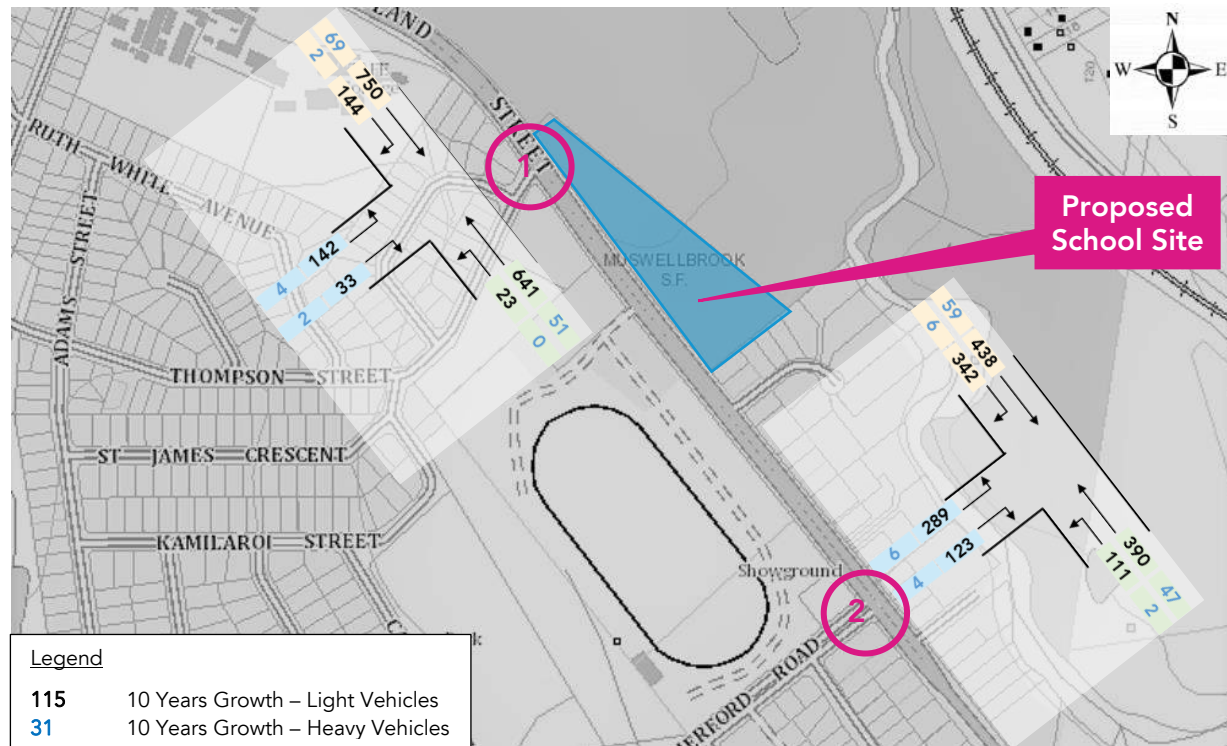 LAND
STREET
N
W E
S
120
69 750
2 144
1
RUTH WHITE AVENUE
ADAMS STREET
Proposed
School Site
MUSWELLBROOK
S.F.
4 142
2 33
641 51
23 0
59 438
6 342
THOMPSON STREET
ST JAMES CRESCENT
KAMILAROI STREET
6 289
4 123
390 47
111 2
Showground
2
ROAD
Legend
115 10 Years Growth – Light Vehicles
31 10 Years Growth – Heavy Vehicles